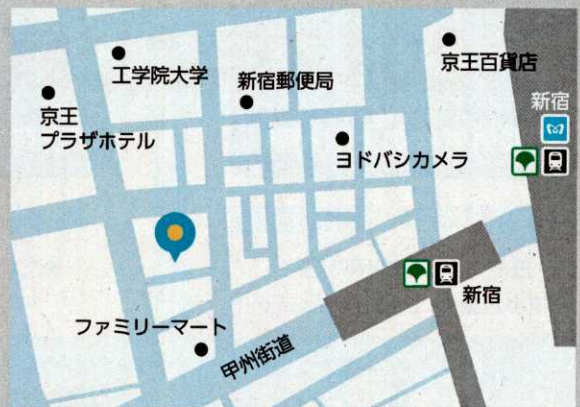 京王百貨店
工学院大学
新宿郵便局
新宿
京王
プラザホテル
ヨドバシカメラ
新宿
ファミリーマート
甲州街道